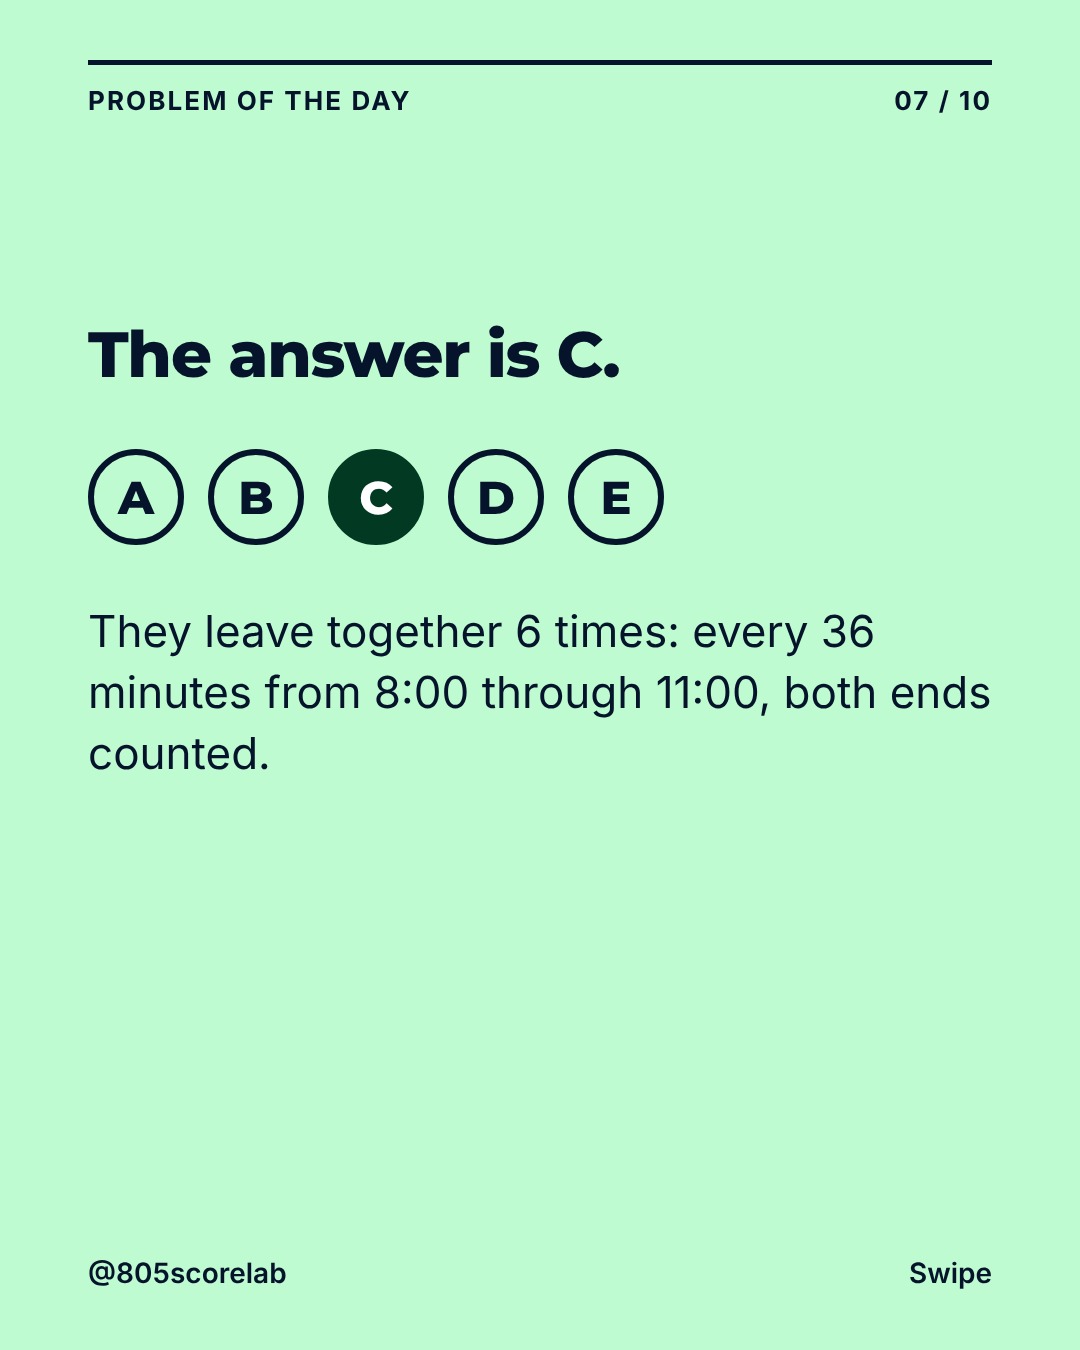 PROBLEM OF THE DAY
07 / 10
The answer is C.
A B C D E
They leave together 6 times: every 36
minutes from 8:00 through 11:00, both ends
counted.
@805scorelab
Swipe